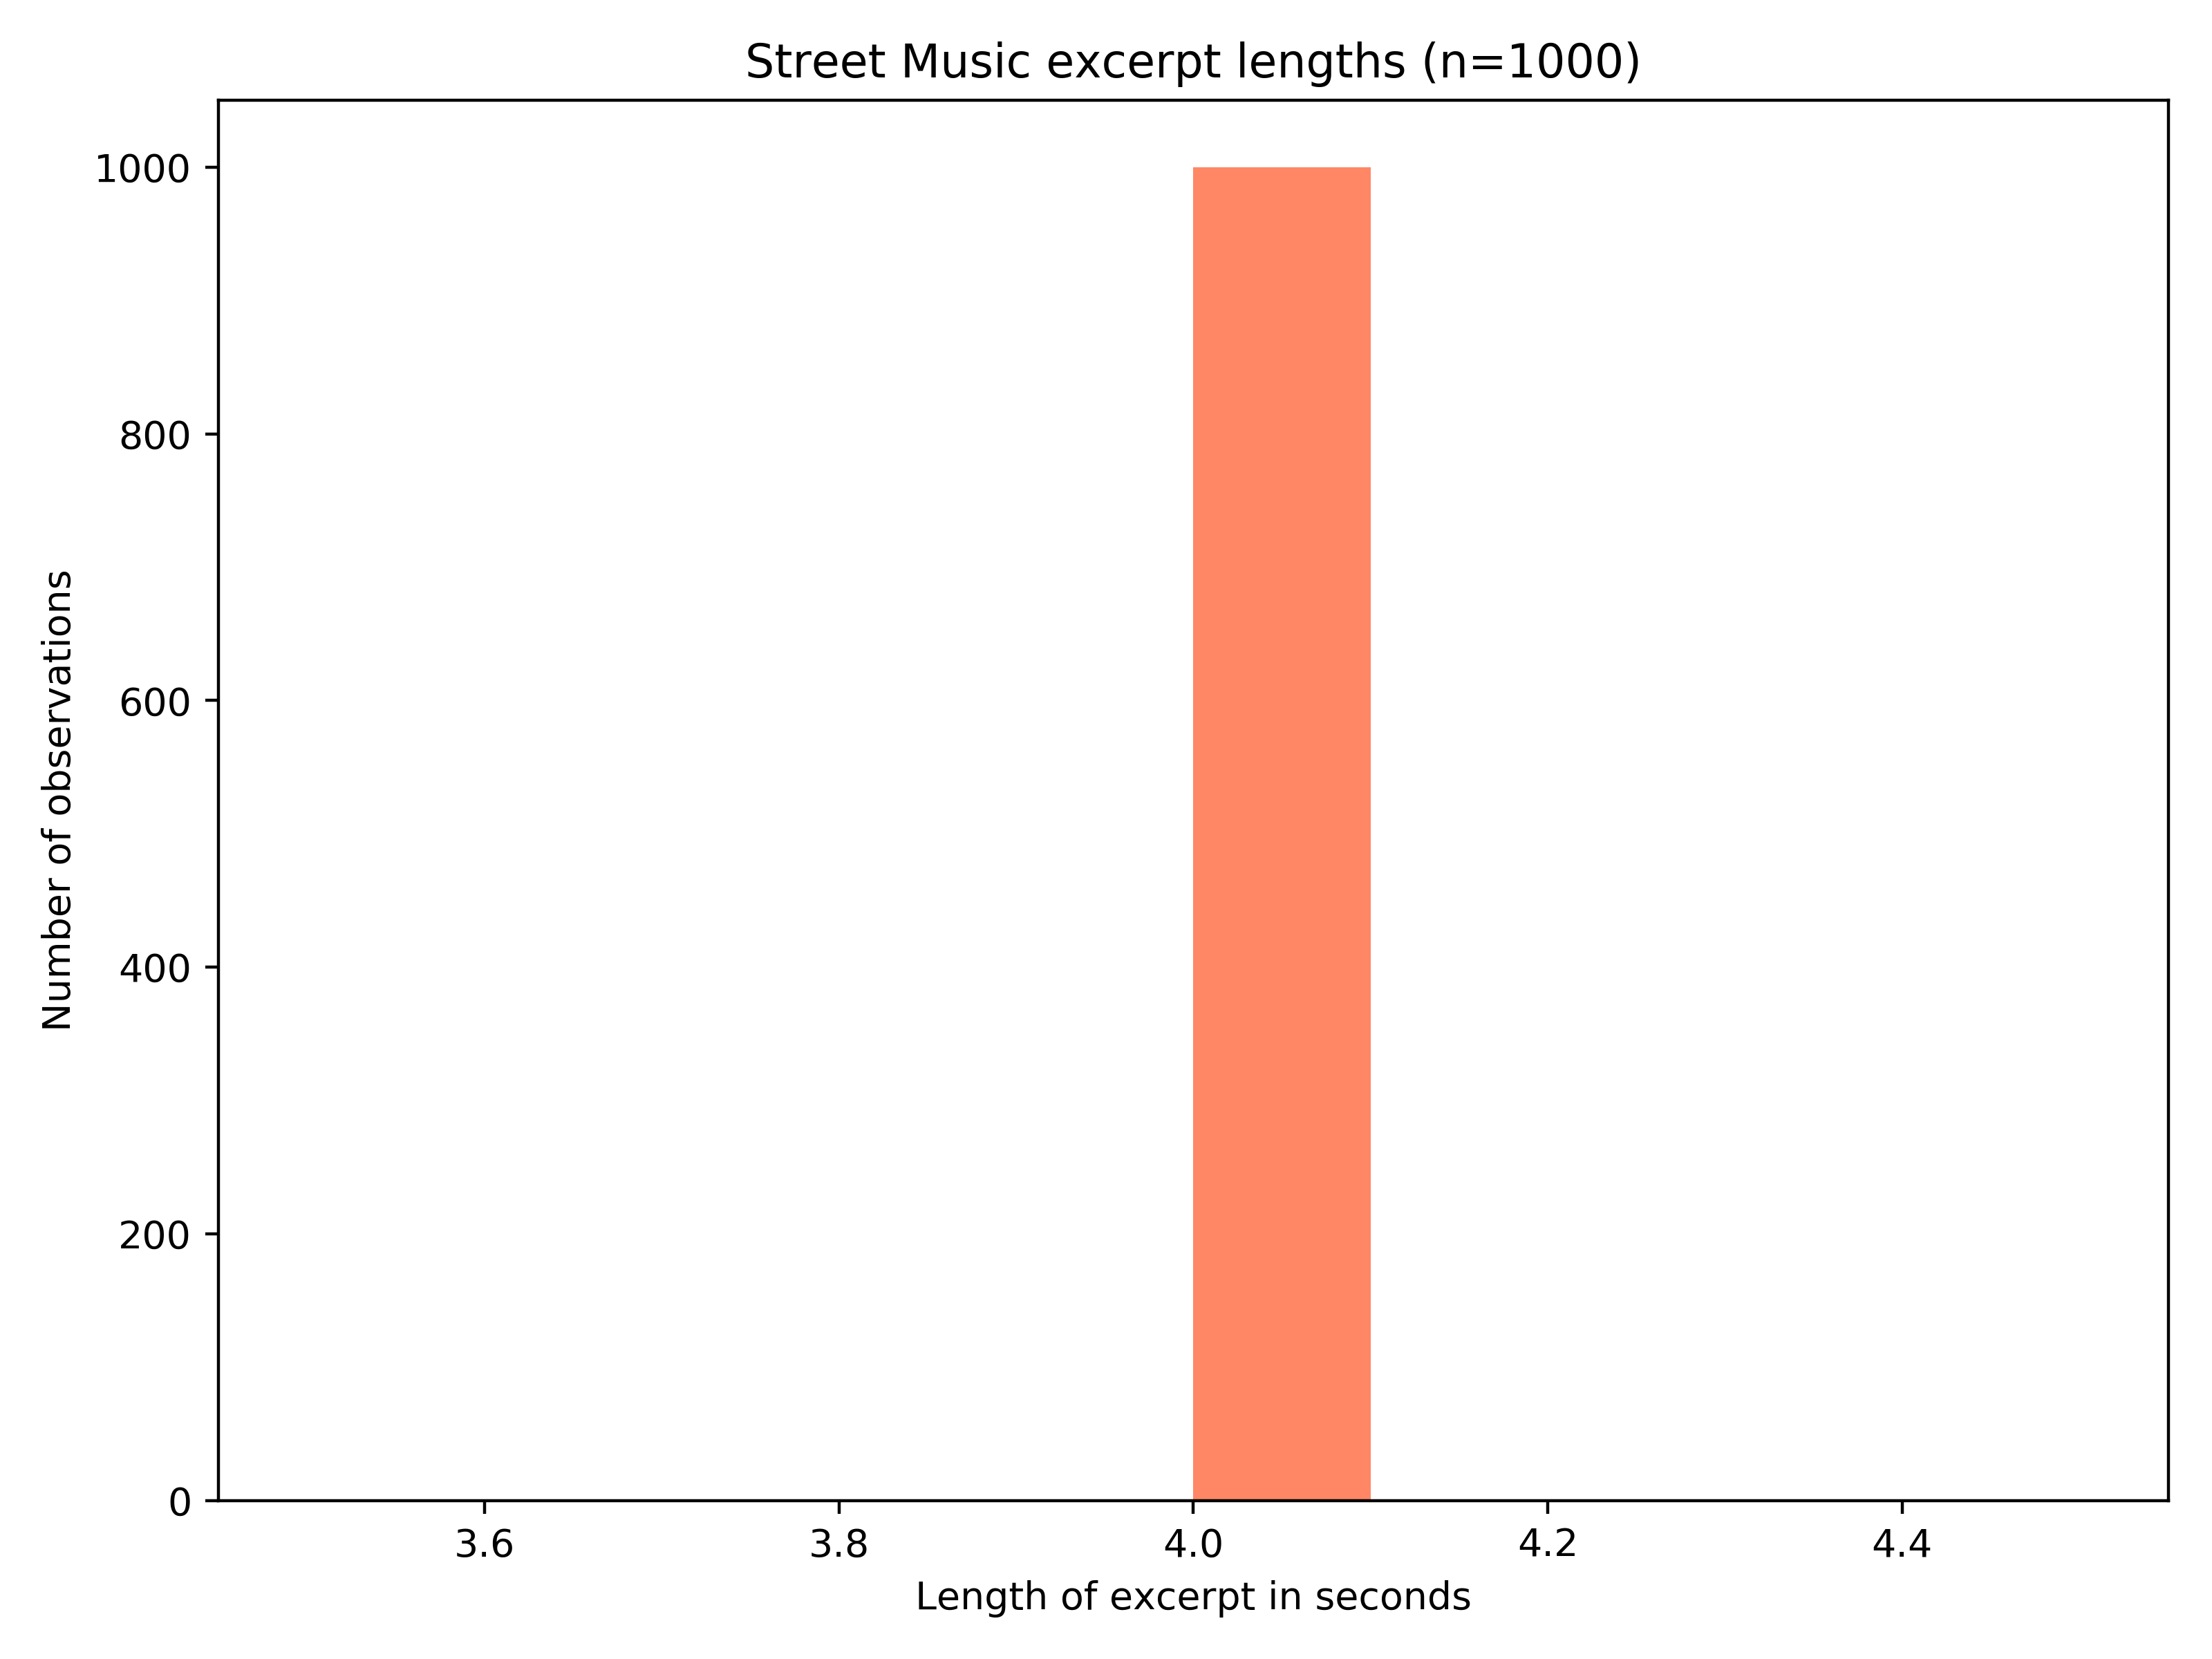 Street Music excerpt lengths (n=1000)
1000
800
600
400
200
0
Number of observations
3.6 3.8 4.0 4.2 4.4
Length of excerpt in seconds